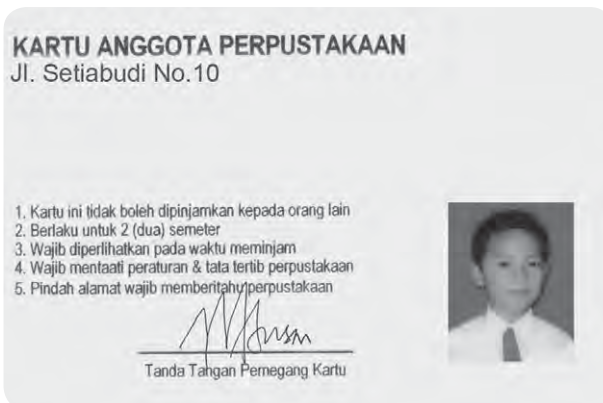 KARTU ANGGOTA PERPUSTAKAAN
Jl. Setiabudi No.10
1. Kartu ini tidak boleh dipinjamkan kepada orang lain
2. Berlaku untuk 2 (dua) semeter
3. Wajib diperlihatkan pada waktu meminjam
4. Wajib mentaati peraturan & tata tertib perpustakaan
5. Pindah alamat wajib memberitahu perpustakaan
Tanda Tangan Pemegang Kartu